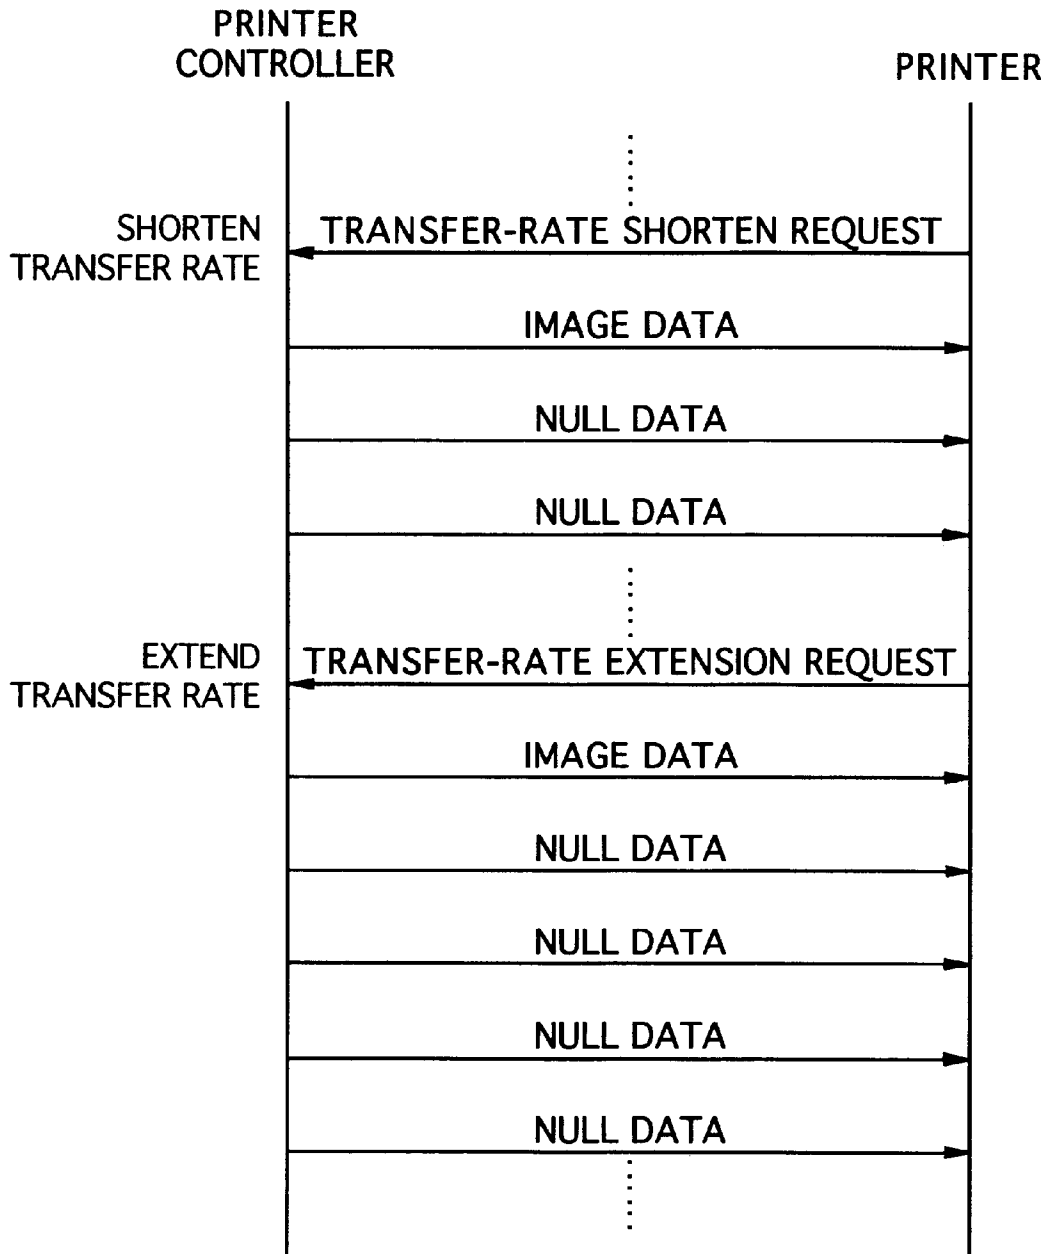 PRINTER
CONTROLLER
PRINTER
SHORTEN
TRANSFER RATE
TRANSFER-RATE SHORTEN REQUEST
IMAGE DATA
NULL DATA
NULL DATA
EXTEND
TRANSFER RATE
TRANSFER-RATE EXTENSION REQUEST
IMAGE DATA
NULL DATA
NULL DATA
NULL DATA
NULL DATA